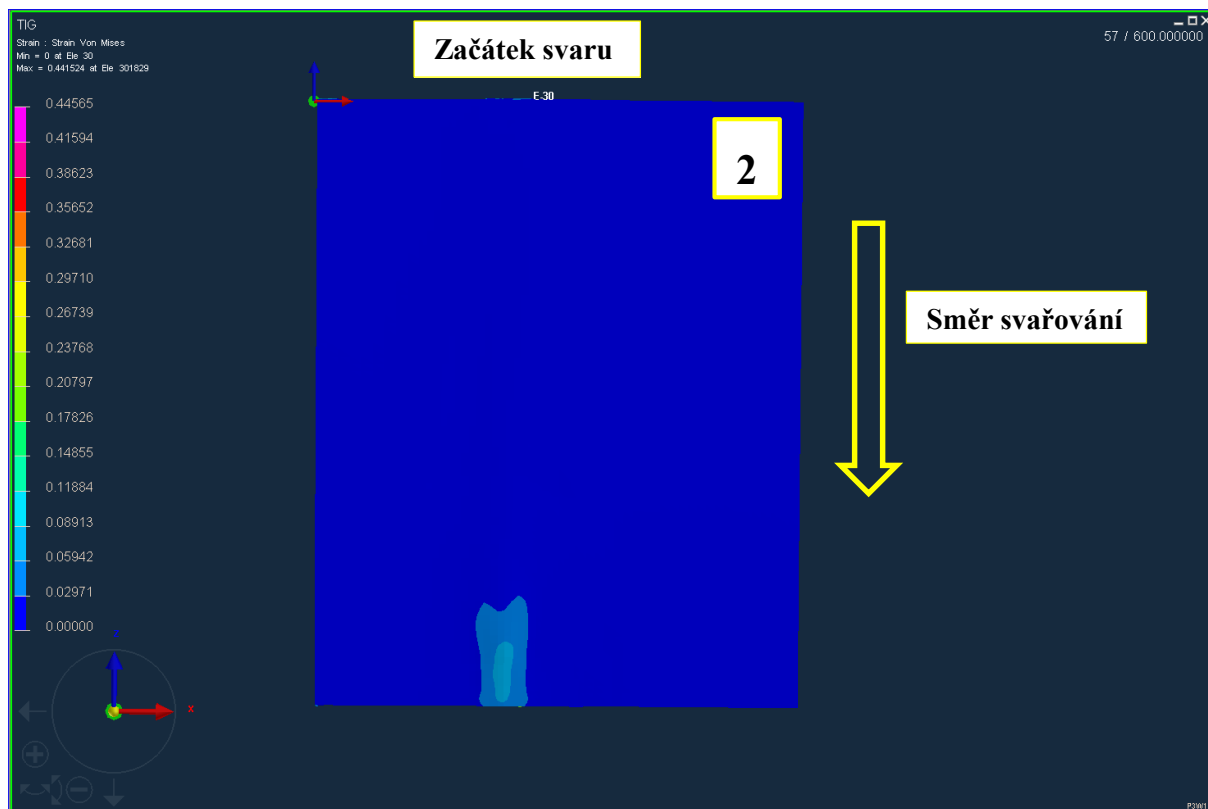 TIG
Strain : Strain Von Mises
Min = 0 at Ele 30
Max = 0.441524 at Ele 301829
Začátek svaru
57 / 600.000000
E-30
0.44565
0.41594
0.38623
0.35652
0.32681
0.29710
0.26739
0.23768
0.20797
0.17826
0.14855
0.11884
0.08913
0.05942
0.02971
0.00000
2
Směr svařování
z
x